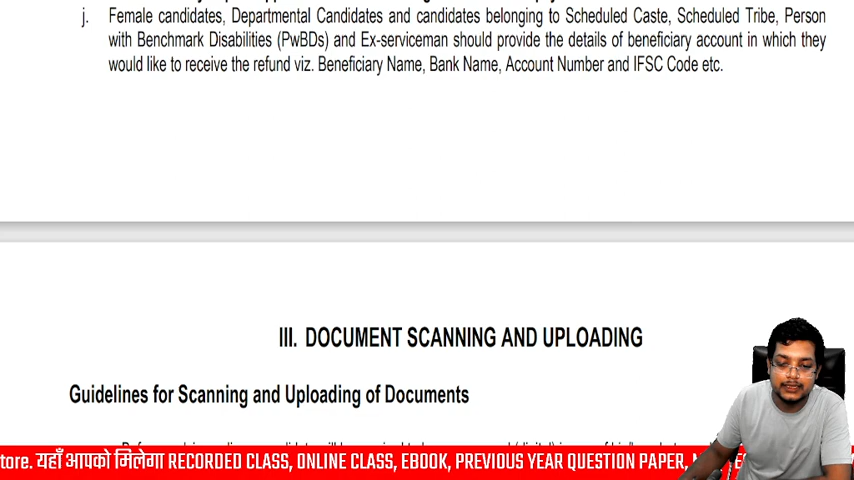 j. Female candidates, Departmental Candidates and candidates belonging to Scheduled Caste, Scheduled Tribe, Person
with Benchmark Disabilities (PwBDs) and Ex-serviceman should provide the details of beneficiary account in which they
would like to receive the refund viz. Beneficiary Name, Bank Name, Account Number and IFSC Code etc.
III. DOCUMENT SCANNING AND UPLOADING
Guidelines for Scanning and Uploading of Documents
यहाँ आपको मिलेगा RECORDED CLASS, ONLINE CLASS, EBOOK, PREVIOUS YEAR QUESTION PAPER,